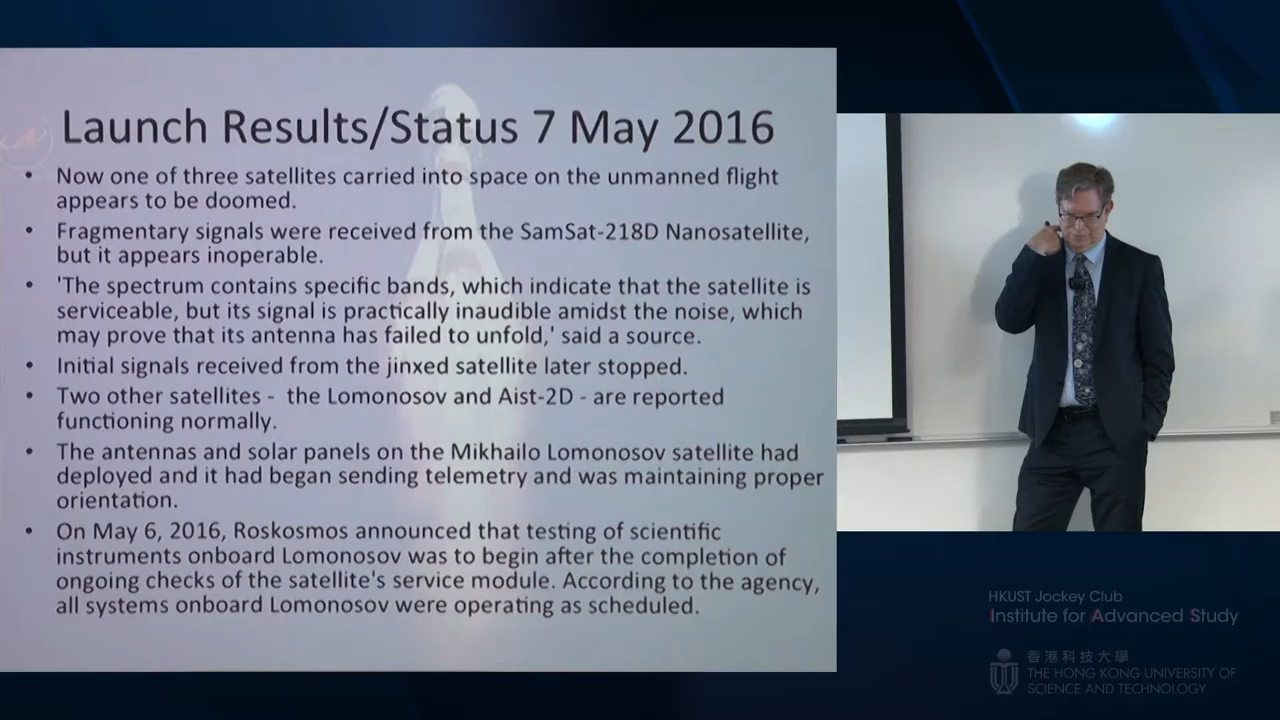 Launch Results/Status 7 May 2016
• Now one of three satellites carried into space on the unmanned flight
appears to be doomed.
• Fragmentary signals were received from the SamSat-218D Nanosatellite,
but it appears inoperable.
• 'The spectrum contains specific bands, which indicate that the satellite is
serviceable, but its signal is practically inaudible amidst the noise, which
may prove that its antenna has failed to unfold,' said a source.
• Initial signals received from the jinxed satellite later stopped.
• Two other satellites -  the Lomonosov and Aist-2D - are reported
functioning normally.
• The antennas and solar panels on the Mikhailo Lomonosov satellite had
deployed and it had began sending telemetry and was maintaining proper
orientation.
• On May 6, 2016, Roskosmos announced that testing of scientific
instruments onboard Lomonosov was to begin after the completion of
ongoing checks of the satellite's service module. According to the agency,
all systems onboard Lomonosov were operating as scheduled.
HKUST Jockey Club
Institute for Advanced Study
香港科技大學
THE HONG KONG UNIVERSITY OF
SCIENCE AND TECHNOLOGY